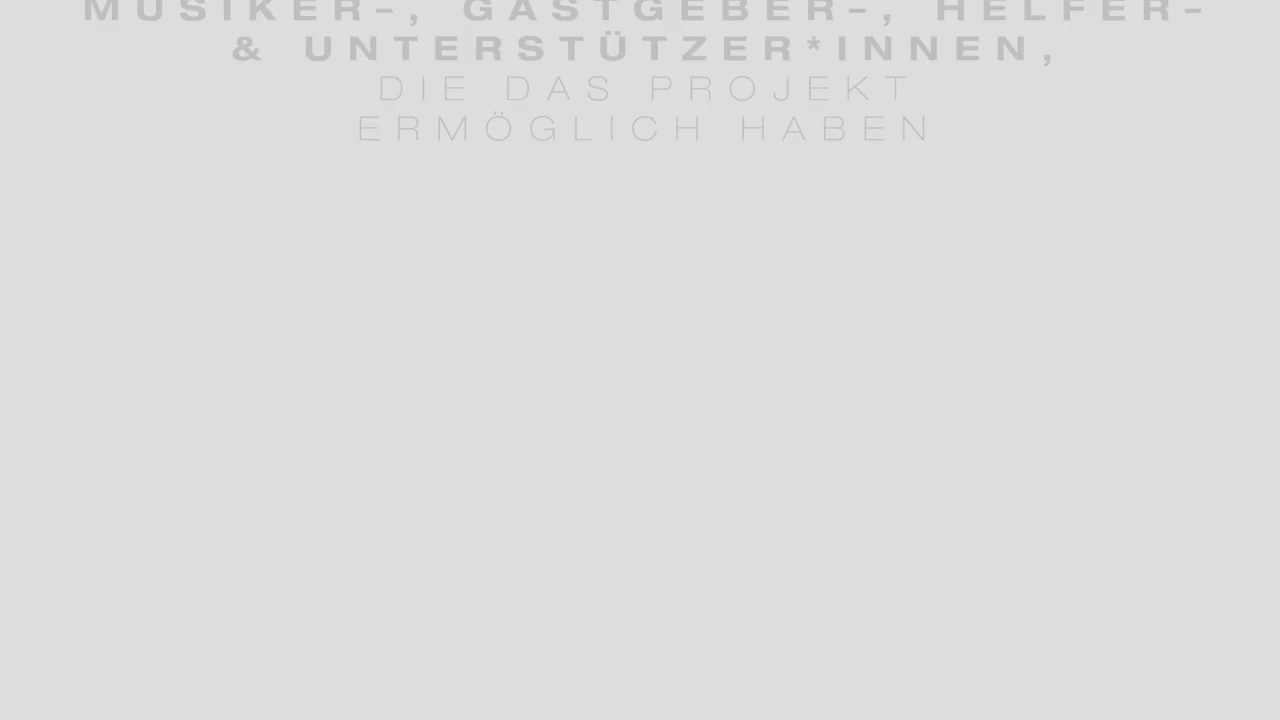 MUSIKER-, GASTGEBER-, HELFER-
& UNTERSTÜTZER*INNEN,
DIE DAS PROJEKT
ERMÖGLICH HABEN